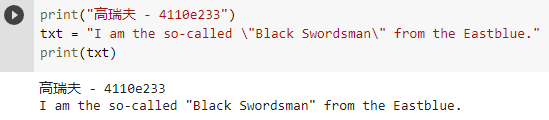 print("高瑞夫 - 4110e233")
txt = "I am the so-called \"Black Swordsman\" from the Eastblue."
print(txt)
高瑞夫 - 4110e233
I am the so-called "Black Swordsman" from the Eastblue.